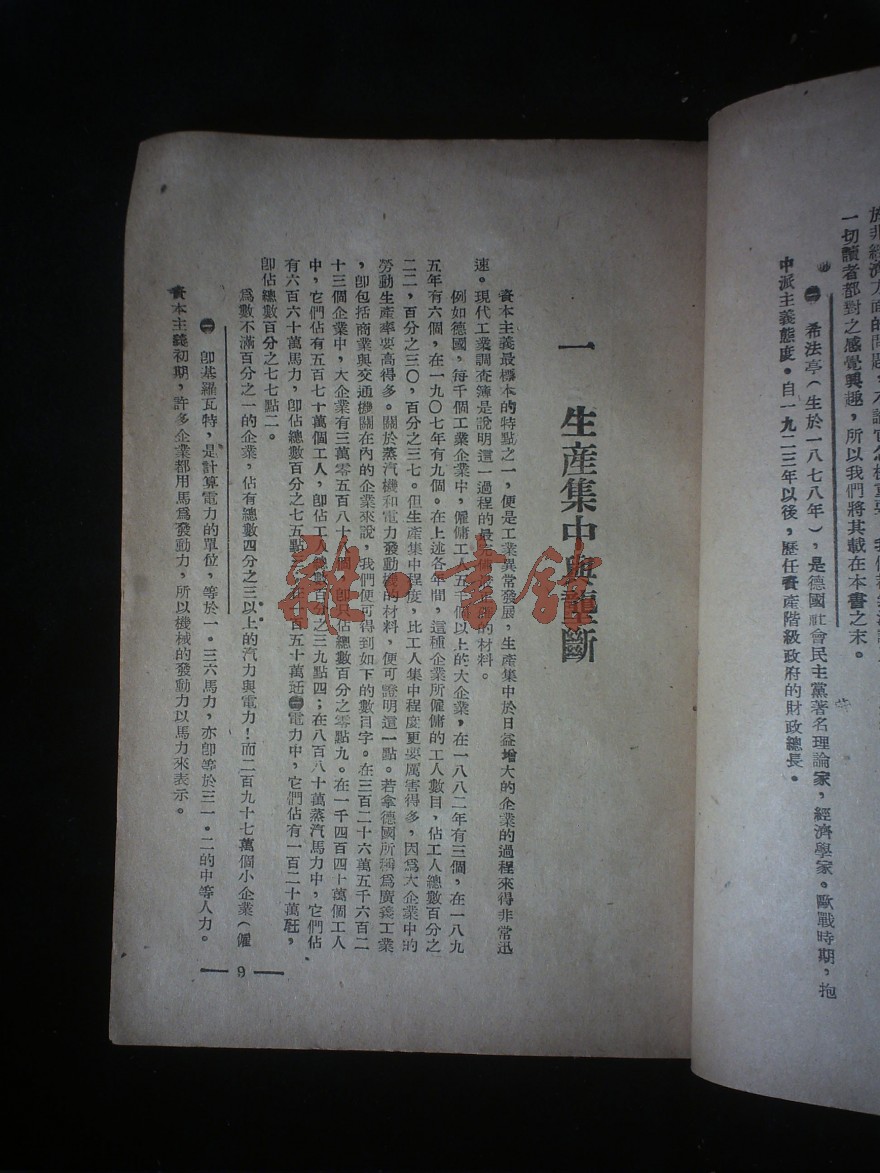 於非經濟方面的問題,不論它怎樣重要
一切讀者都對之感覺興趣,所以我們將其載在本書之末。
㊁ 希法亭(生於一八七八年),是德國社會民主黨著名理論家,經濟學家。歐戰時期,抱
中派主義態度。自一九二三年以後,歷任資產階級政府的財政總長。
一 生產集中與壟斷
資本主義最標本的特點之一,便是工業異常發展,生產集中於日益增大的企業的過程來得非常迅
速。現代工業調查簿是說明這一過程的最完備最正確的材料。
例如德國,每千個工業企業中,僱傭工人五千個以上的大企業,在一八八二年有三個,在一八九
五年有六個,在一九〇七年有九個。在上述各年間,這種企業所僱傭的工人數目,佔工人總數百分之
二二,百分之三〇,百分之三七。但生產集中程度,比工人集中程度更要厲害得多,因爲大企業中的
勞動生產率要高得多。關於蒸汽機和電力發動機的材料,便可證明這一點。若拿德國所稱爲廣義工業
,卽包括商業與交通機關在內的企業來說,我們便可得到如下的數目字。在三百二十六萬五千六百二
十三個企業中,大企業有三萬零五百八十八個,卽只佔總數百分之零點九。在一千四百四十萬個工人
中,它們佔有五百七十萬個工人,卽佔工人總數百分之三九點四;在八百八十萬蒸汽馬力中,它們佔
有六百六十萬馬力,卽佔總數百分之七五點三;在一百五十萬瓩㊀電力中,它們佔有一百二十萬瓩,
卽佔總數百分之七七點二。
爲數不滿百分之一的企業,佔有總數四分之三以上的汽力與電力!而二百九十七萬個小企業(僱
㊀ 卽基羅瓦特,是計算電力的單位,等於一。三六馬力,亦卽等於三一。二的中等人力。
資本主義初期,許多企業都用馬爲發動力,所以機械的發動力以馬力來表示。
— 9 —